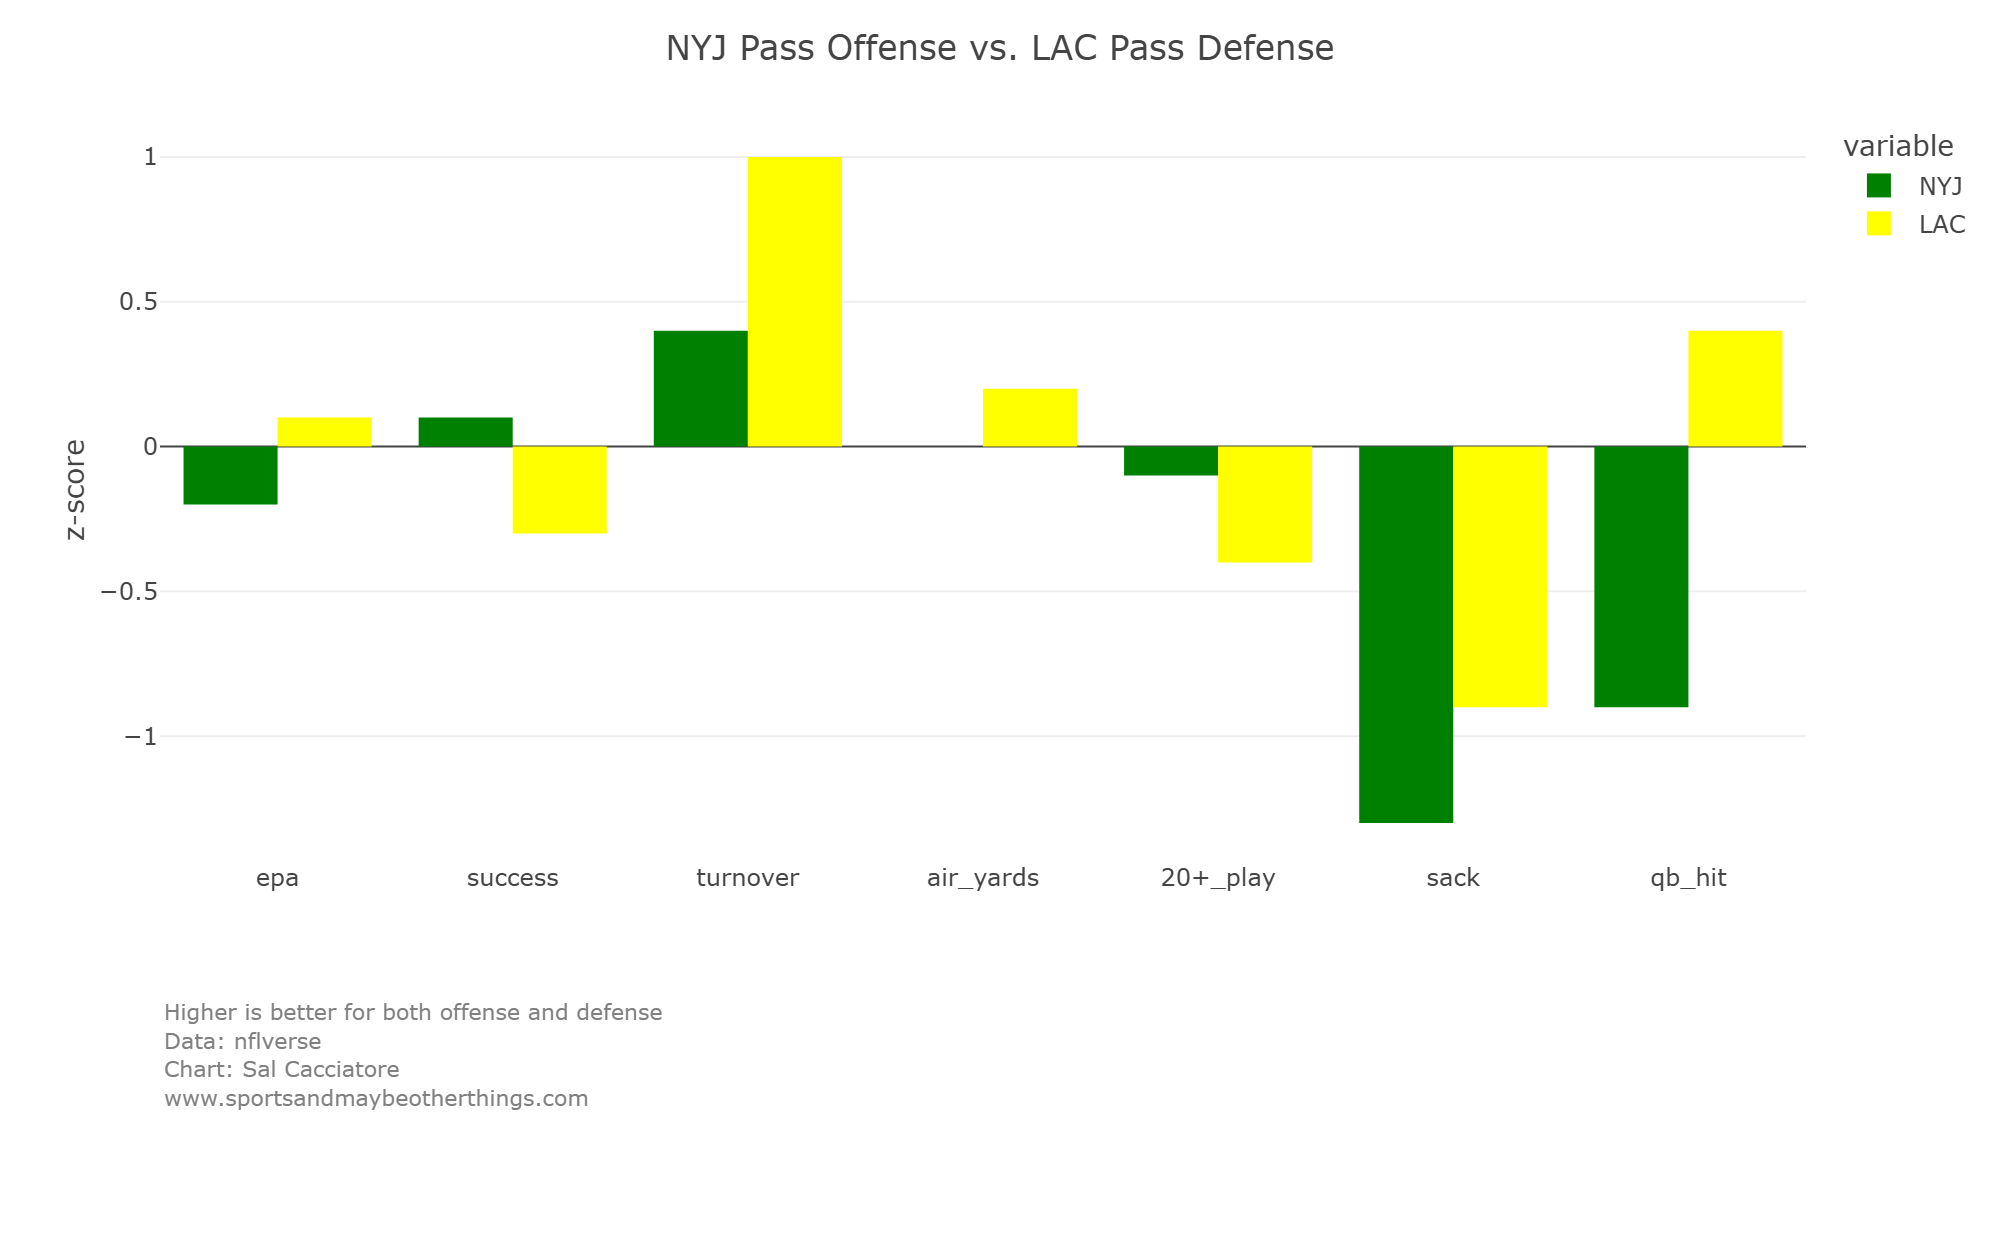 NYJ Pass Offense vs. LAC Pass Defense
variable
NYJ
LAC
1
0.5
0
−0.5
−1
z-score
epa
success
turnover
air_yards
20+_play
sack
qb_hit
Higher is better for both offense and defense
Data: nflverse
Chart: Sal Cacciatore
www.sportsandmaybeotherthings.com